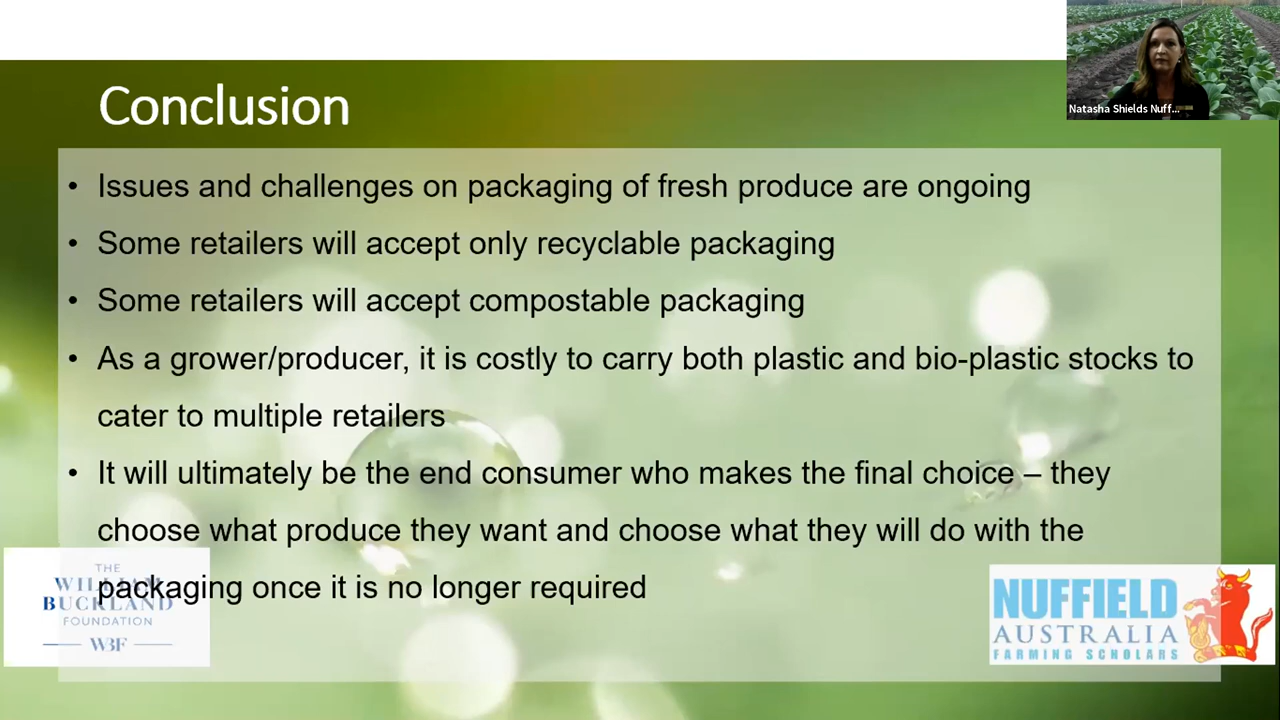 Natasha Shields Nuff...
Conclusion
• Issues and challenges on packaging of fresh produce are ongoing
• Some retailers will accept only recyclable packaging
• Some retailers will accept compostable packaging
• As a grower/producer, it is costly to carry both plastic and bio-plastic stocks to
cater to multiple retailers
• It will ultimately be the end consumer who makes the final choice – they
choose what produce they want and choose what they will do with the
packaging once it is no longer required
THE
WILLIAM
BUCKLAND
FOUNDATION
WBF
NUFFIELD
AUSTRALIA
FARMING SCHOLARS